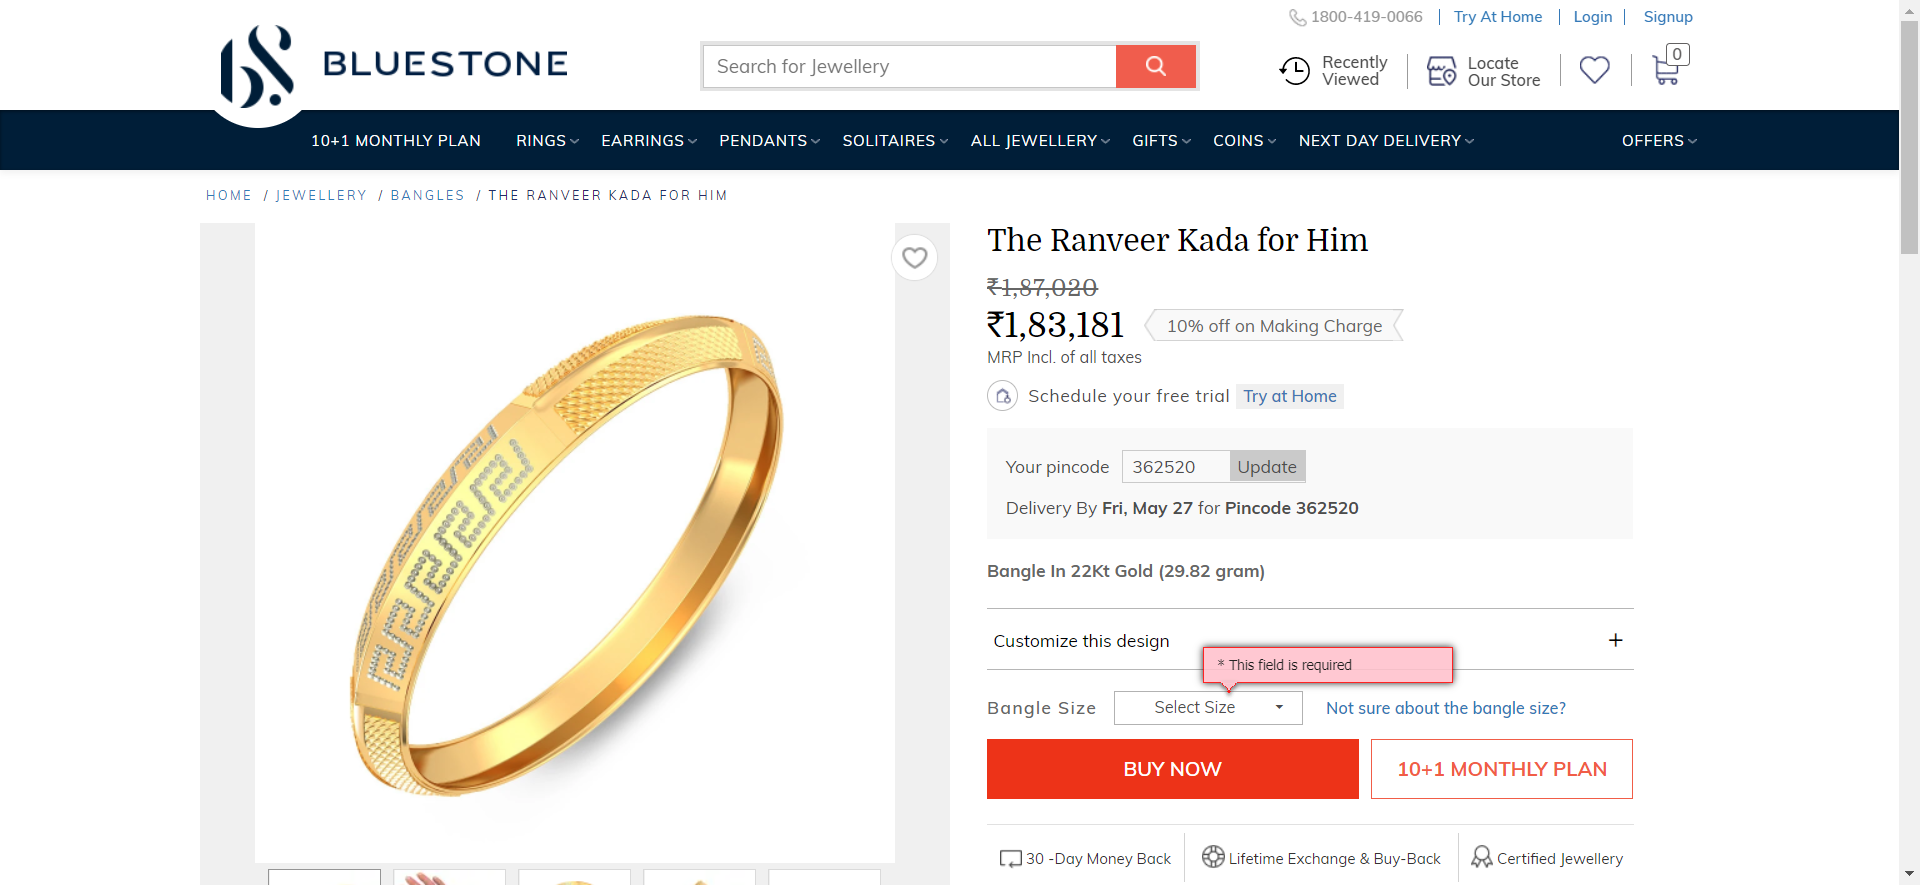 1800-419-0066 | Try At Home | Login | Signup
BLUESTONE
Search for Jewellery
Recently Viewed
Locate Our Store
0
10+1 MONTHLY PLAN RINGS EARRINGS PENDANTS SOLITAIRES ALL JEWELLERY GIFTS COINS NEXT DAY DELIVERY OFFERS
HOME / JEWELLERY / BANGLES / THE RANVEER KADA FOR HIM
The Ranveer Kada for Him
₹1,87,020
₹1,83,181 10% off on Making Charge
MRP Incl. of all taxes
Schedule your free trial Try at Home
Your pincode 362520 Update
Delivery By Fri, May 27 for Pincode 362520
Bangle In 22Kt Gold (29.82 gram)
Customize this design +
* This field is required
Bangle Size Select Size Not sure about the bangle size?
BUY NOW 10+1 MONTHLY PLAN
30 -Day Money Back Lifetime Exchange & Buy-Back Certified Jewellery